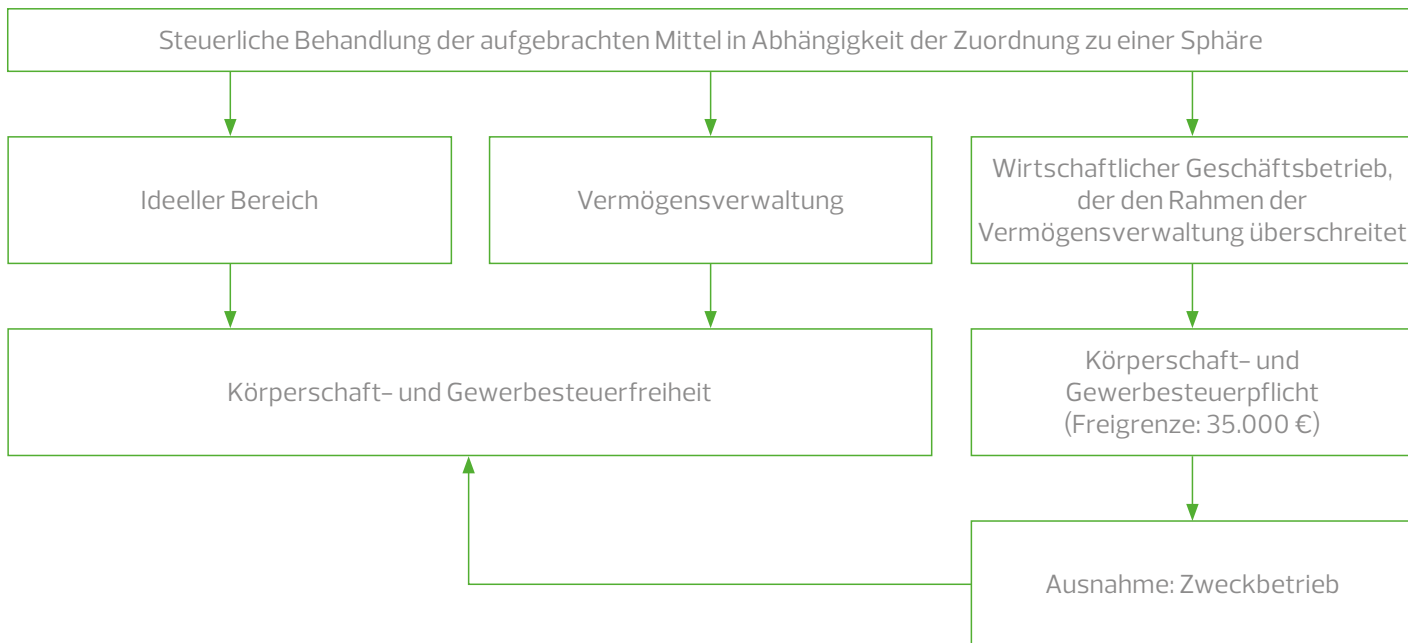 Steuerliche Behandlung der aufgebrachten Mittel in Abhängigkeit der Zuordnung zu einer Sphäre
Ideeller Bereich
Vermögensverwaltung
Wirtschaftlicher Geschäftsbetrieb,
der den Rahmen der
Vermögensverwaltung überschreitet
Körperschaft- und Gewerbesteuerfreiheit
Körperschaft- und
Gewerbesteuerpflicht
(Freigrenze: 35.000 €)
Ausnahme: Zweckbetrieb